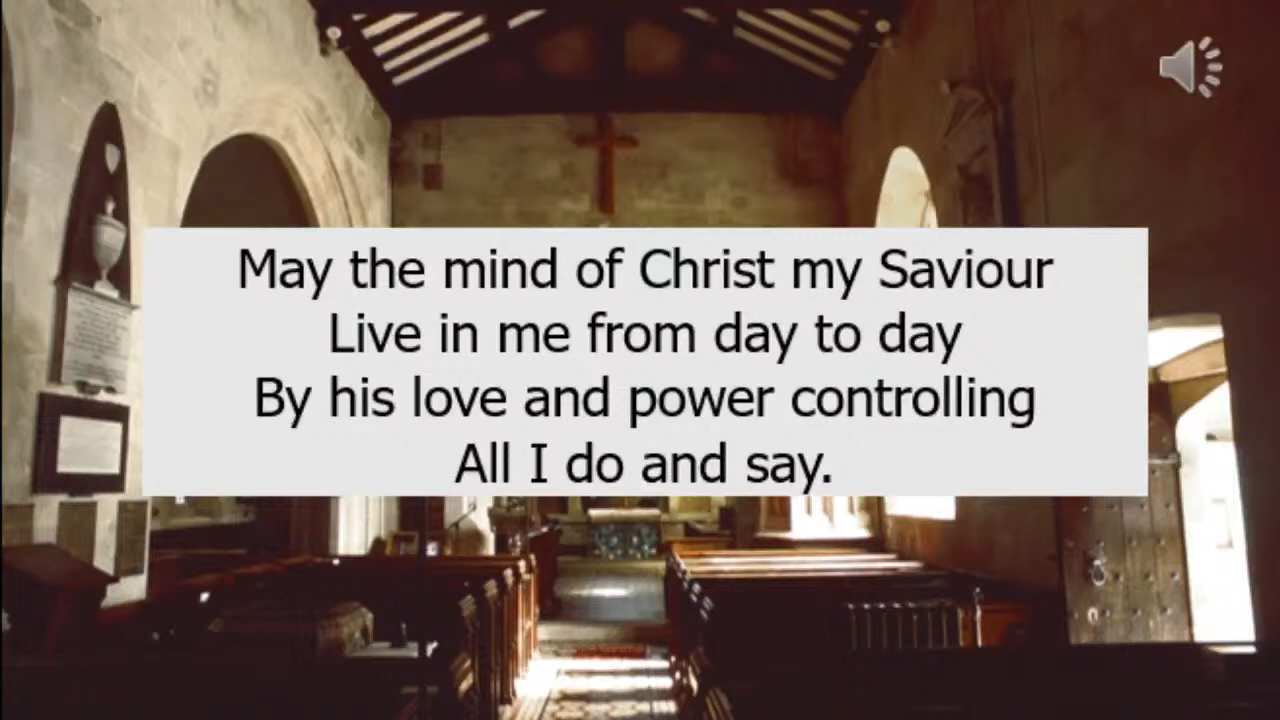 May the mind of Christ my Saviour
Live in me from day to day
By his love and power controlling
All I do and say.